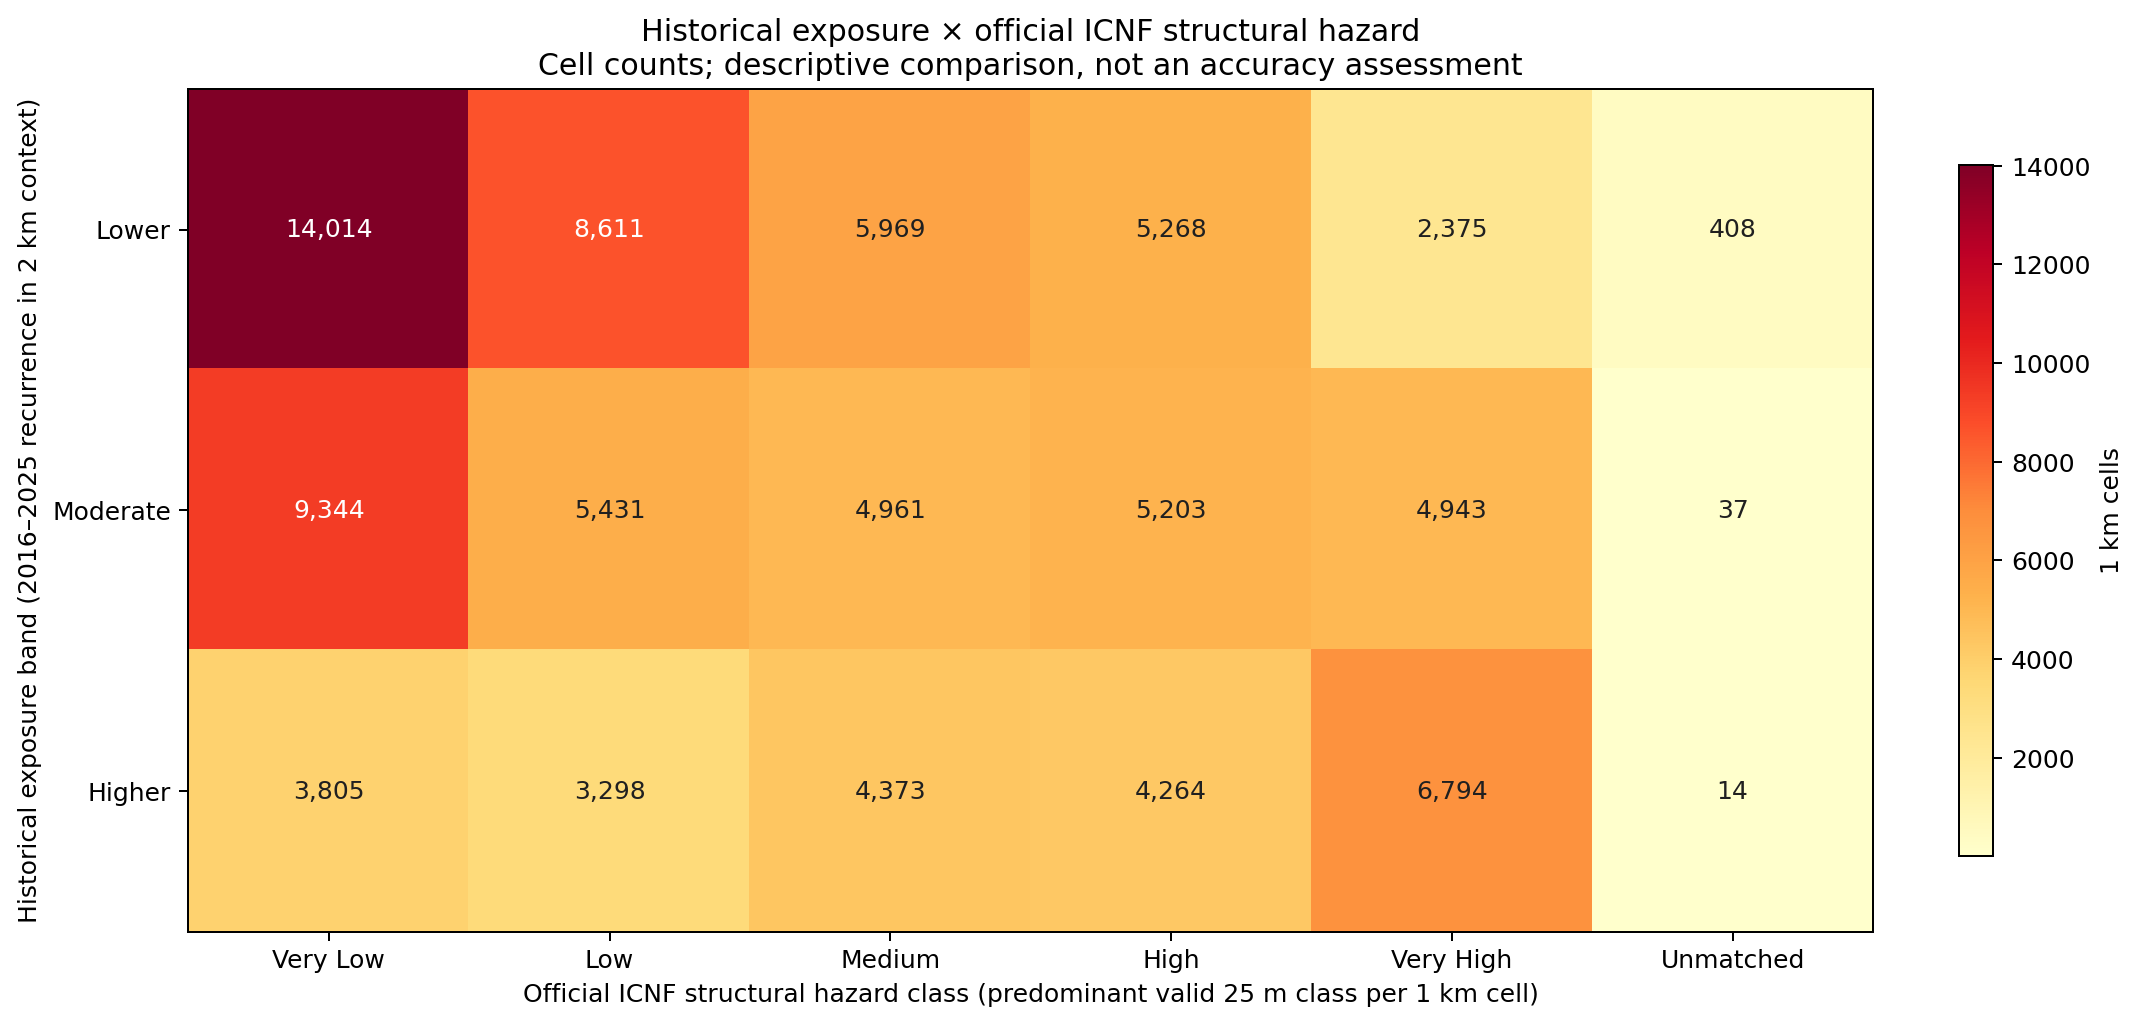 Historical exposure × official ICNF structural hazard
Cell counts; descriptive comparison, not an accuracy assessment
Historical exposure band (2016–2025 recurrence in 2 km context)
Lower
14,014
8,611
5,969
5,268
2,375
408
Moderate
9,344
5,431
4,961
5,203
4,943
37
Higher
3,805
3,298
4,373
4,264
6,794
14
Very Low
Low
Medium
High
Very High
Unmatched
Official ICNF structural hazard class (predominant valid 25 m class per 1 km cell)
14000
12000
10000
8000
6000
4000
2000
1 km cells